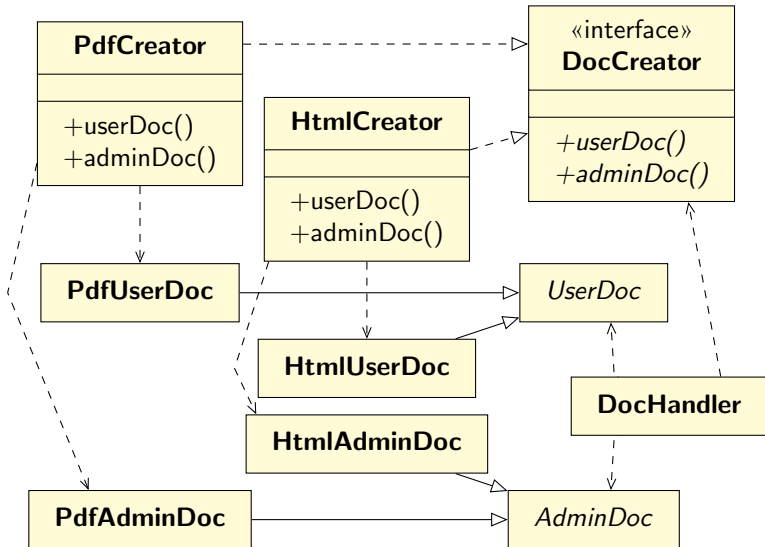 PdfCreator
+userDoc()
+adminDoc()
«interface»
DocCreator
+userDoc()
+adminDoc()
HtmlCreator
+userDoc()
+adminDoc()
PdfUserDoc
UserDoc
HtmlUserDoc
DocHandler
HtmlAdminDoc
PdfAdminDoc
AdminDoc